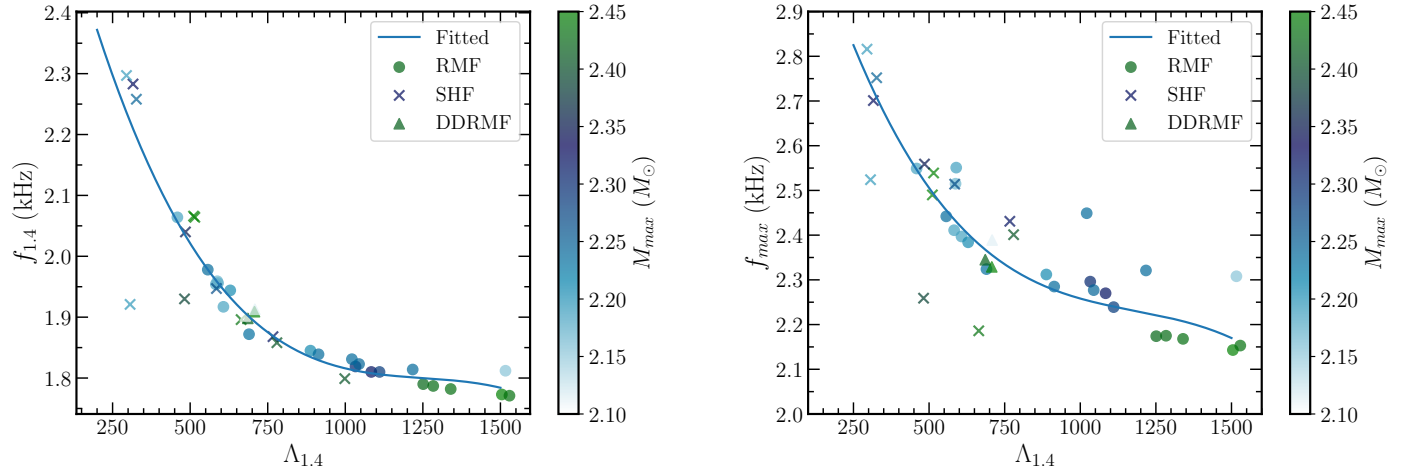 2.4
2.3
2.2
2.1
2.0
1.9
1.8
f1.4 (kHz)
250 500 750 1000 1250 1500
Λ1.4
Fitted
RMF
SHF
DDRMF
2.45
2.40
2.35
2.30
2.25
2.20
2.15
2.10
Mmax (M⊙)
2.9
2.8
2.7
2.6
2.5
2.4
2.3
2.2
2.1
2.0
fmax (kHz)
250 500 750 1000 1250 1500
Λ1.4
Fitted
RMF
SHF
DDRMF
2.45
2.40
2.35
2.30
2.25
2.20
2.15
2.10
Mmax (M⊙)